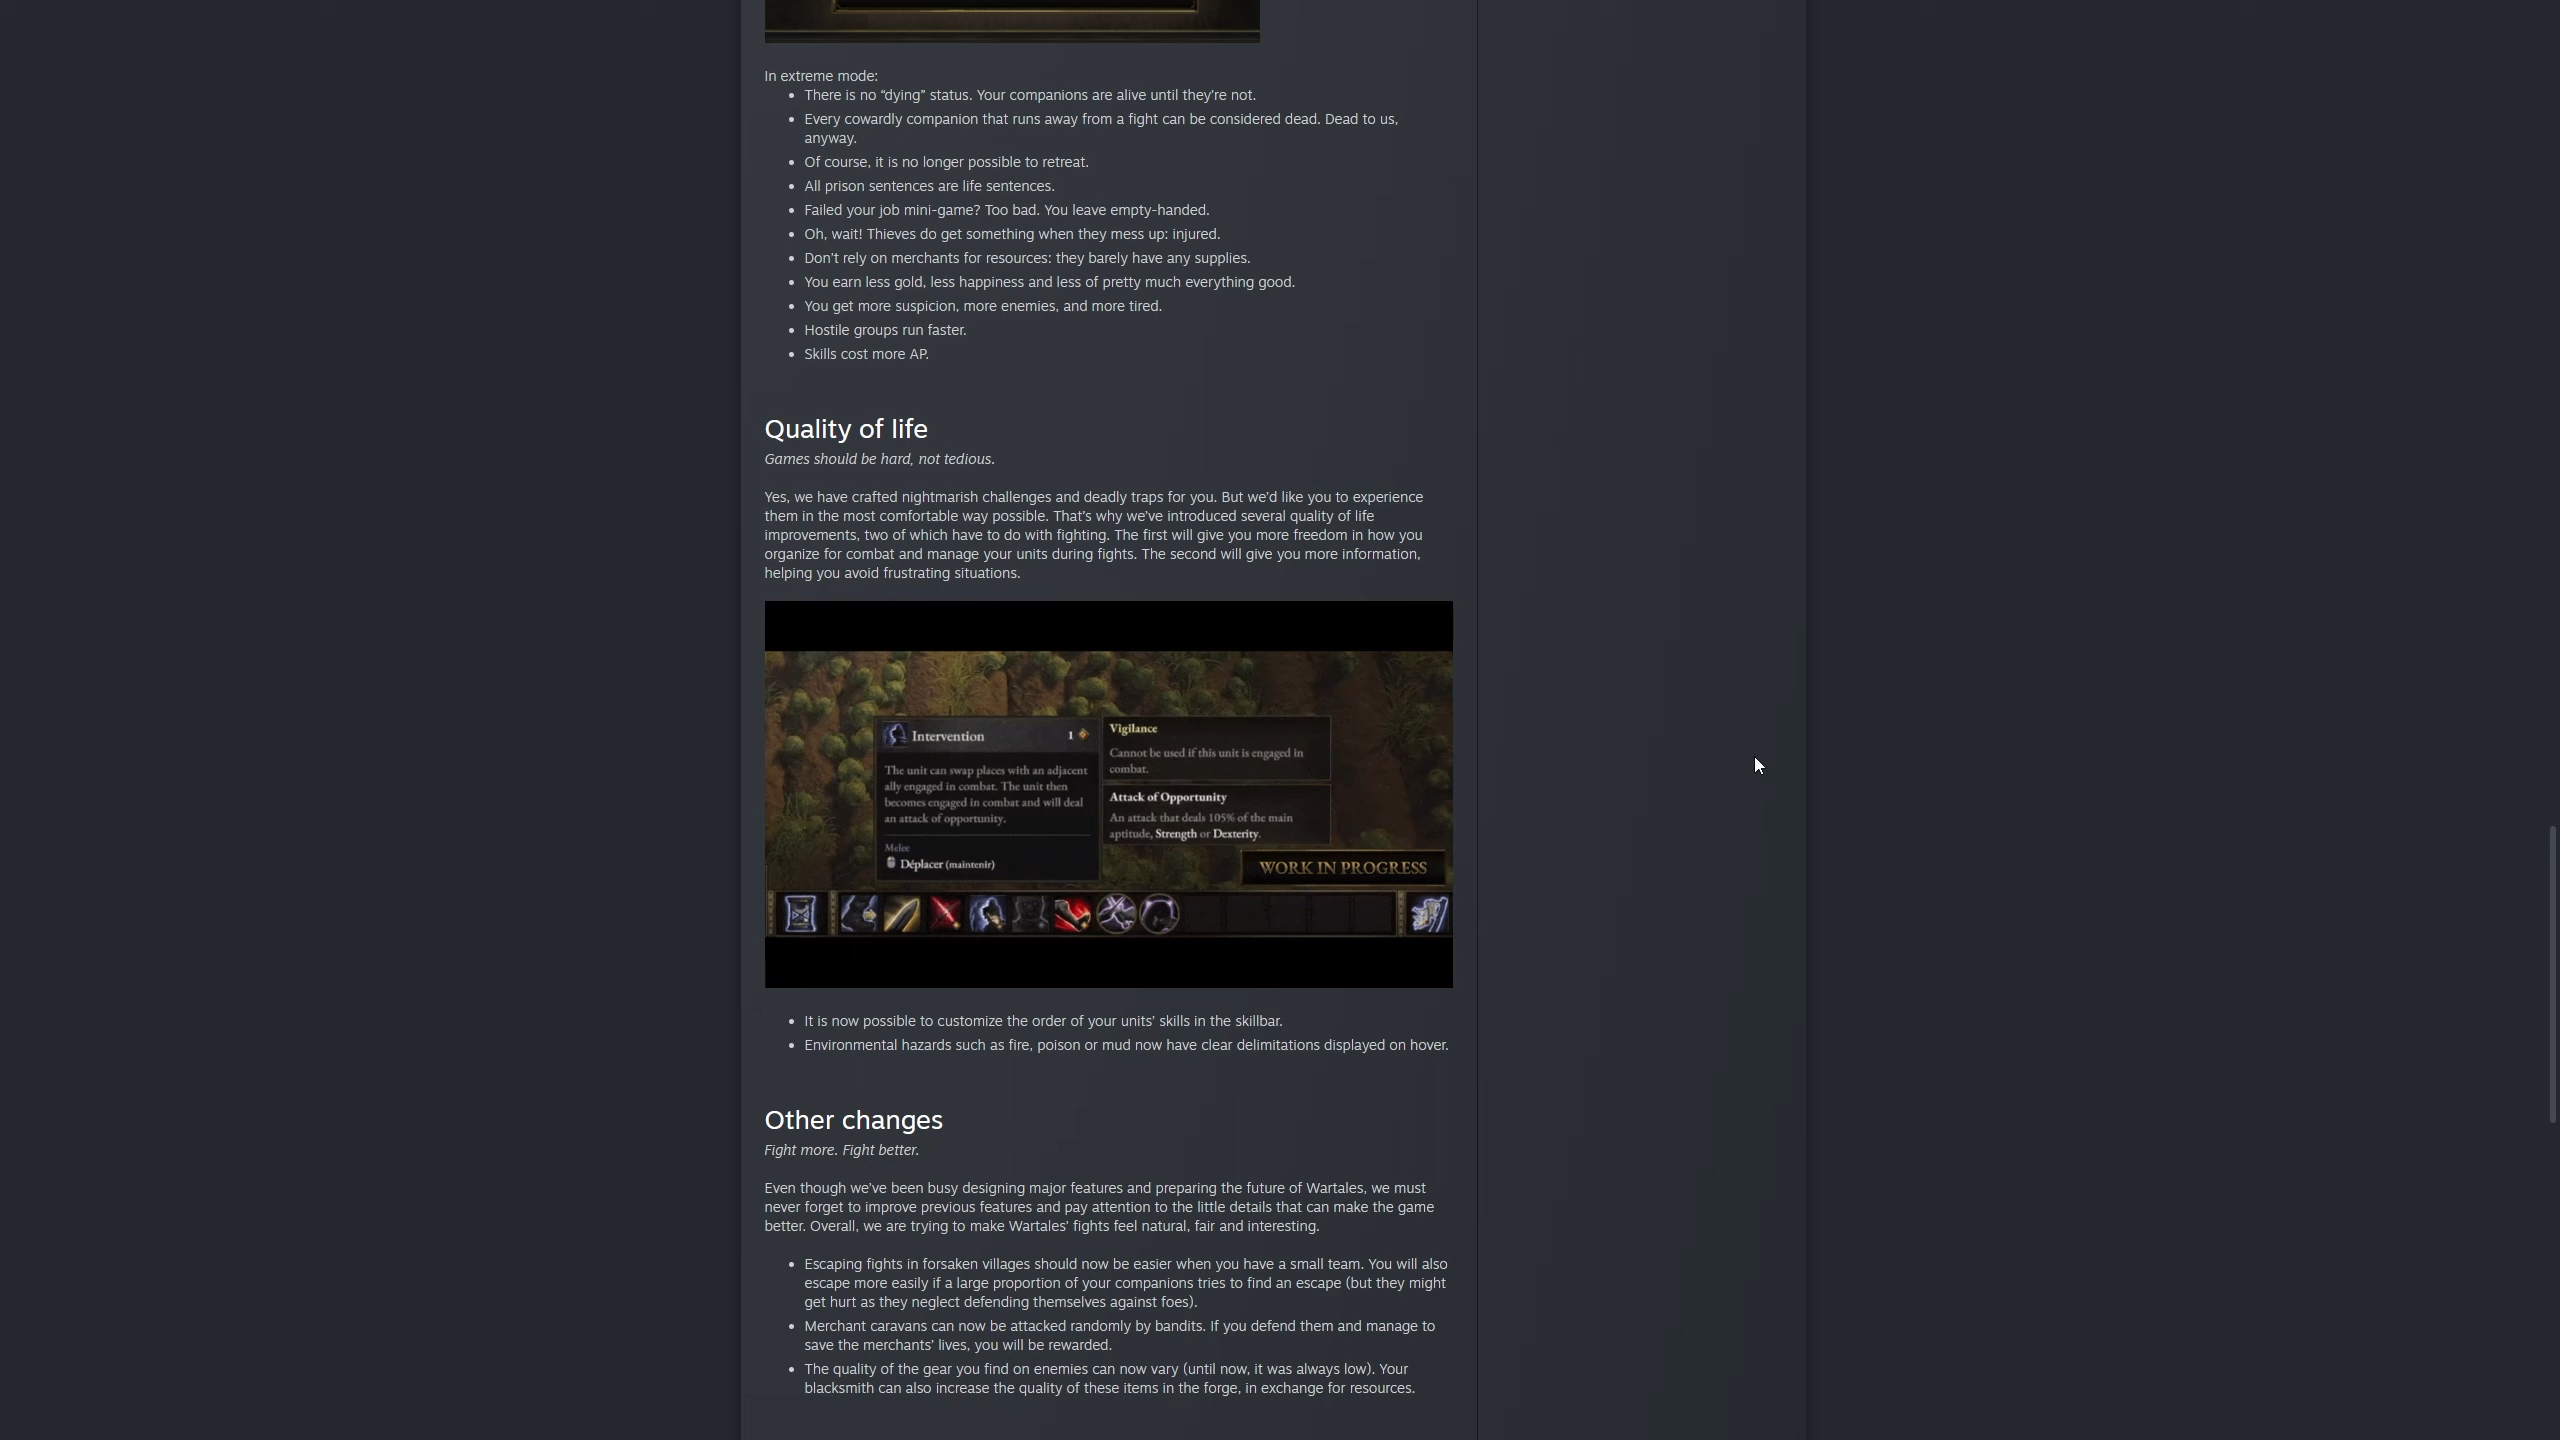 In extreme mode:
• There is no “dying” status. Your companions are alive until they’re not.
• Every cowardly companion that runs away from a fight can be considered dead. Dead to us,
anyway.
• Of course, it is no longer possible to retreat.
• All prison sentences are life sentences.
• Failed your job mini-game? Too bad. You leave empty-handed.
• Oh, wait! Thieves do get something when they mess up: injured.
• Don’t rely on merchants for resources: they barely have any supplies.
• You earn less gold, less happiness and less of pretty much everything good.
• You get more suspicion, more enemies, and more tired.
• Hostile groups run faster.
• Skills cost more AP.
Quality of life
Games should be hard, not tedious.
Yes, we have crafted nightmarish challenges and deadly traps for you. But we’d like you to experience
them in the most comfortable way possible. That’s why we’ve introduced several quality of life
improvements, two of which have to do with fighting. The first will give you more freedom in how you
organize for combat and manage your units during fights. The second will give you more information,
helping you avoid frustrating situations.
Intervention 1
The unit can swap places with an adjacent
ally engaged in combat. The unit then
becomes engaged in combat and will deal
an attack of opportunity.
Melee
Déplacer (maintenir)
Vigilance
Cannot be used if this unit is engaged in
combat.
Attack of Opportunity
An attack that deals 105% of the main
aptitude, Strength or Dexterity.
WORK IN PROGRESS
• It is now possible to customize the order of your units’ skills in the skillbar.
• Environmental hazards such as fire, poison or mud now have clear delimitations displayed on hover.
Other changes
Fight more. Fight better.
Even though we’ve been busy designing major features and preparing the future of Wartales, we must
never forget to improve previous features and pay attention to the little details that can make the game
better. Overall, we are trying to make Wartales’ fights feel natural, fair and interesting.
• Escaping fights in forsaken villages should now be easier when you have a small team. You will also
escape more easily if a large proportion of your companions tries to find an escape (but they might
get hurt as they neglect defending themselves against foes).
• Merchant caravans can now be attacked randomly by bandits. If you defend them and manage to
save the merchants’ lives, you will be rewarded.
• The quality of the gear you find on enemies can now vary (until now, it was always low). Your
blacksmith can also increase the quality of these items in the forge, in exchange for resources.